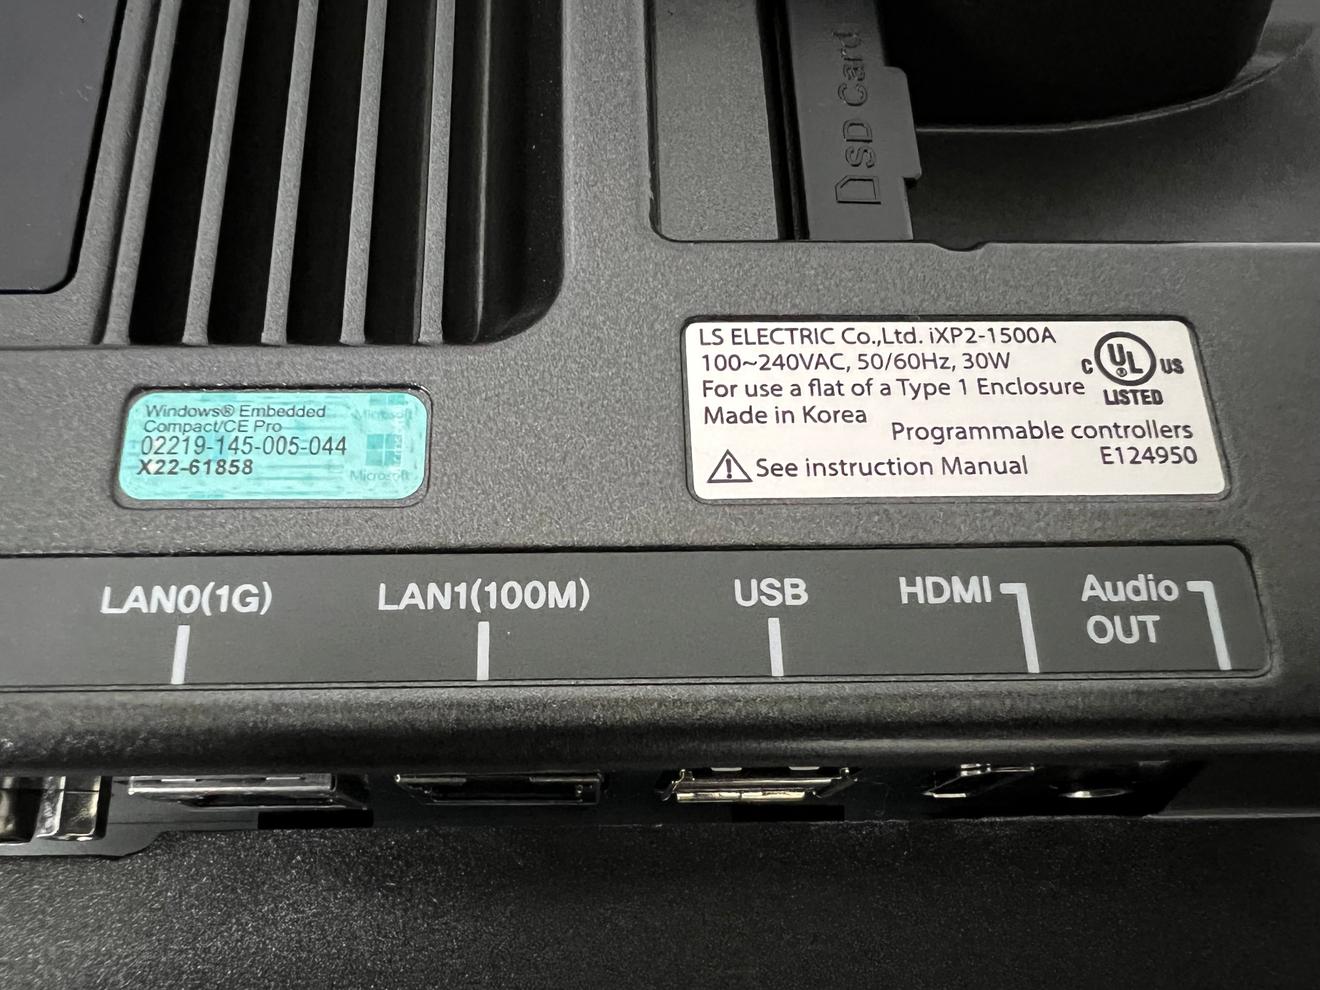 SD Card
LS ELECTRIC Co.,Ltd. iXP2-1500A
100~240VAC, 50/60Hz, 30W
For use a flat of a Type 1 Enclosure
Made in Korea
Programmable controllers
E124950
See instruction Manual
C UL US
®
LISTED
Windows® Embedded
Compact/CE Pro
02219-145-005-044
X22-61858
Microsoft
Microsoft
LAN0(1G)
LAN1(100M)
USB
HDMI
Audio
OUT